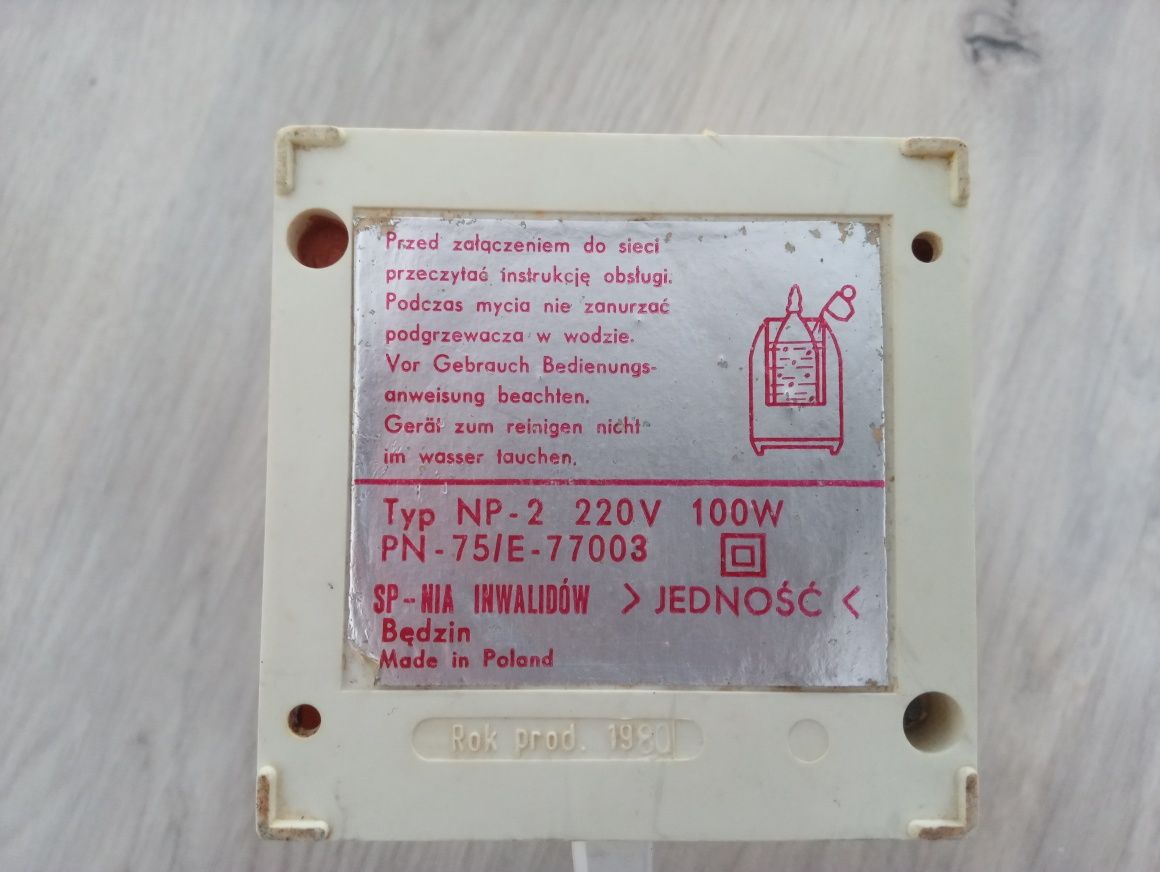 Przed załączeniem do sieci
przeczytać instrukcję obsługi.
Podczas mycia nie zanurzać
podgrzewacza w wodzie.
Vor Gebrauch Bedienungs-
anweisung beachten.
Gerät zum reinigen nicht
im wasser tauchen.
Typ NP-2 220V 100W
PN-75/E-77003
SP-NIA INWALIDÓW >JEDNOŚĆ<
Będzin
Made in Poland
Rok prod. 1980